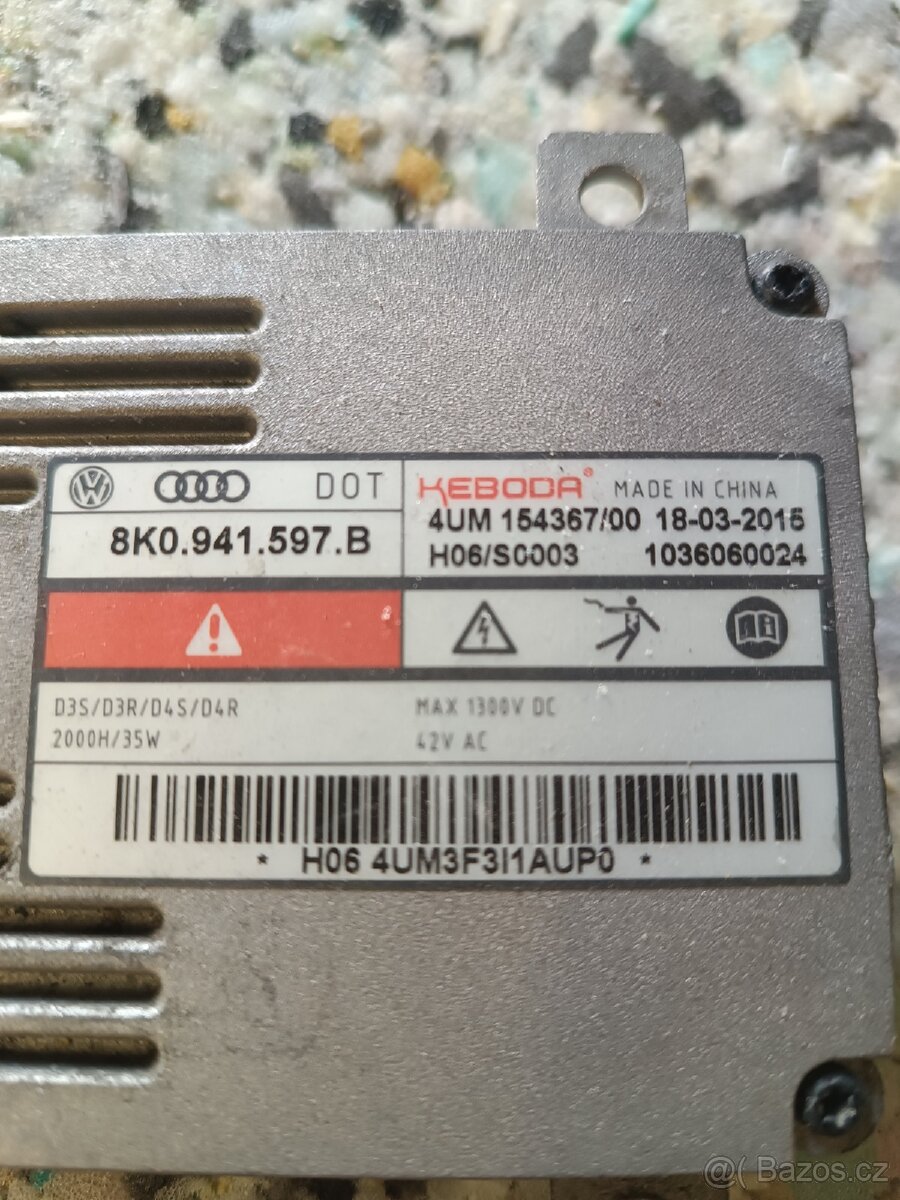 DOT
8K0.941.597.B
KEBODA® MADE IN CHINA
4UM 154367/00 18-03-2015
H06/S0003 1036060024
D3S/D3R/D4S/D4R
2000H/35W
MAX 1300V DC
42V AC
* H06 4UM3F3I1AUP0 *
@( Bazos.cz